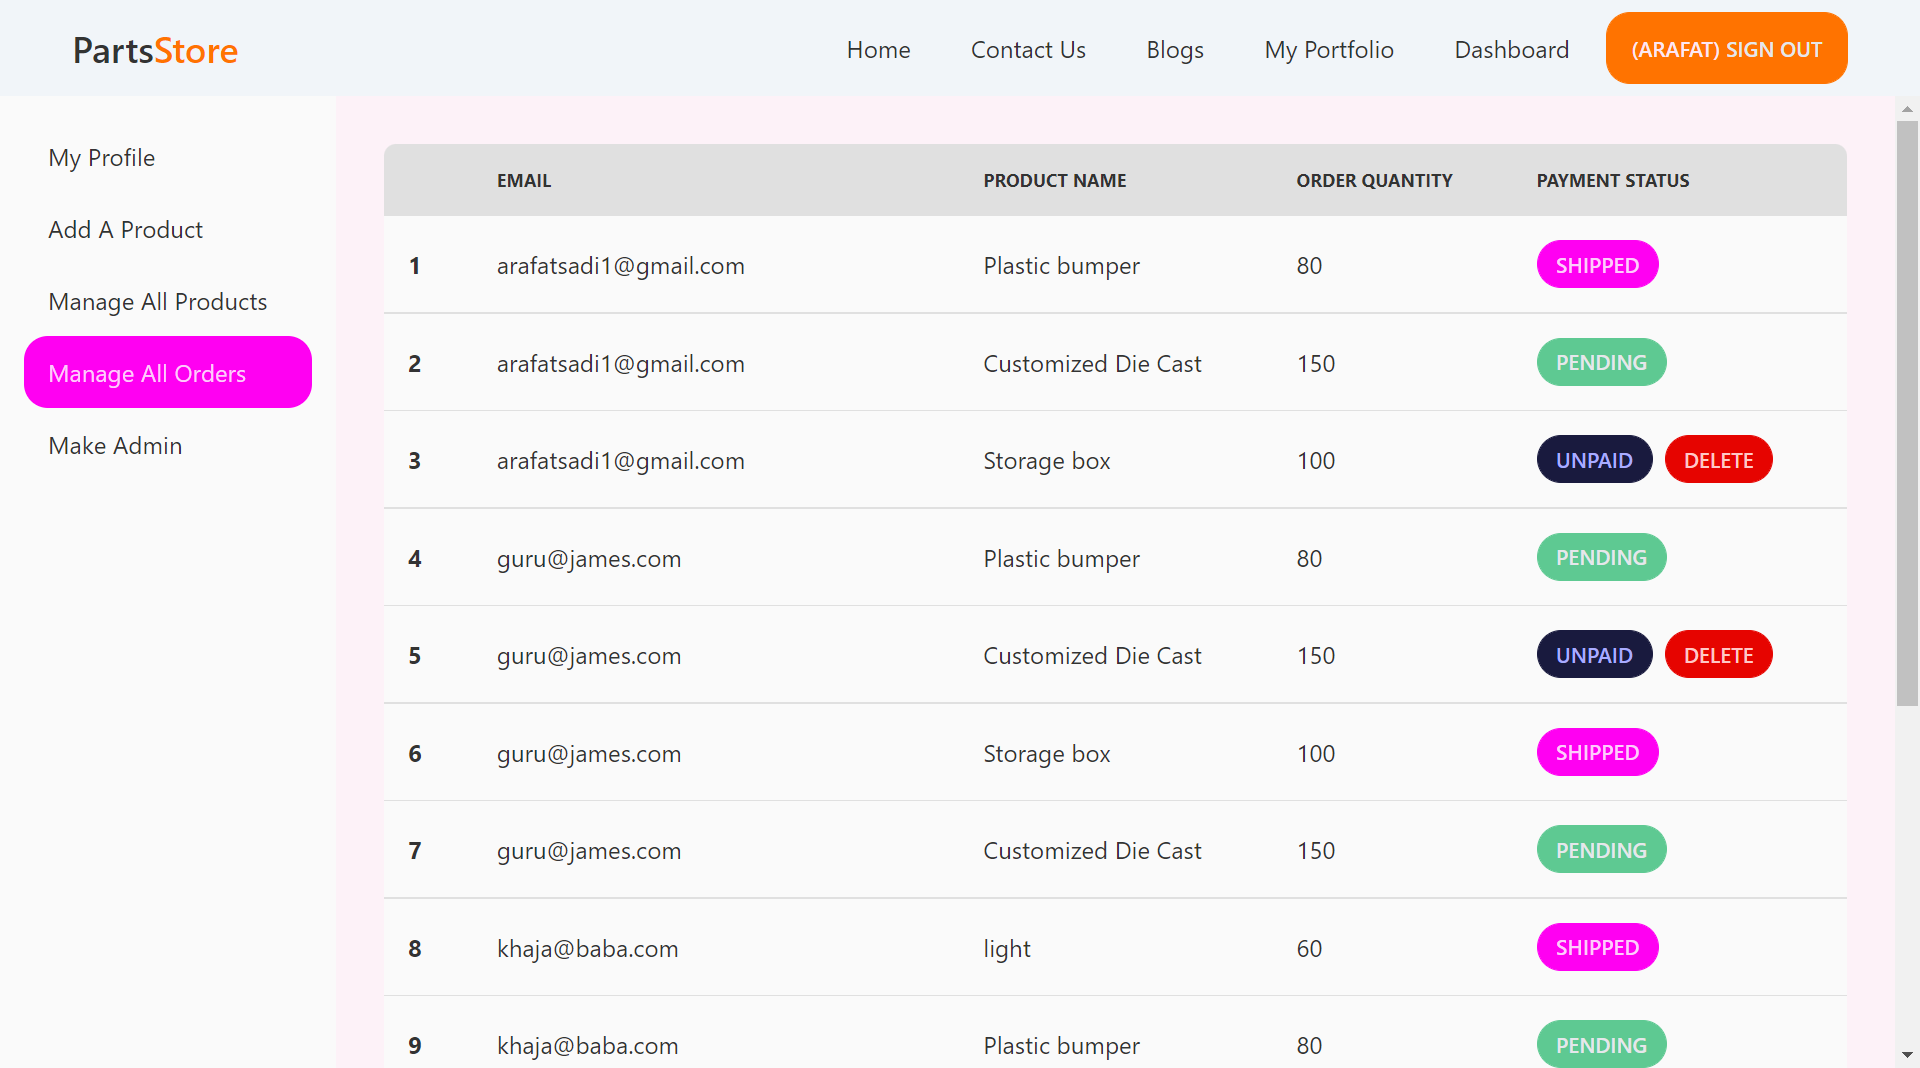 PartsStore
Home Contact Us Blogs My Portfolio Dashboard (ARAFAT) SIGN OUT
My Profile
Add A Product
Manage All Products
Manage All Orders
Make Admin
EMAIL PRODUCT NAME ORDER QUANTITY PAYMENT STATUS
1 arafatsadi1@gmail.com Plastic bumper 80 SHIPPED
2 arafatsadi1@gmail.com Customized Die Cast 150 PENDING
3 arafatsadi1@gmail.com Storage box 100 UNPAID DELETE
4 guru@james.com Plastic bumper 80 PENDING
5 guru@james.com Customized Die Cast 150 UNPAID DELETE
6 guru@james.com Storage box 100 SHIPPED
7 guru@james.com Customized Die Cast 150 PENDING
8 khaja@baba.com light 60 SHIPPED
9 khaja@baba.com Plastic bumper 80 PENDING